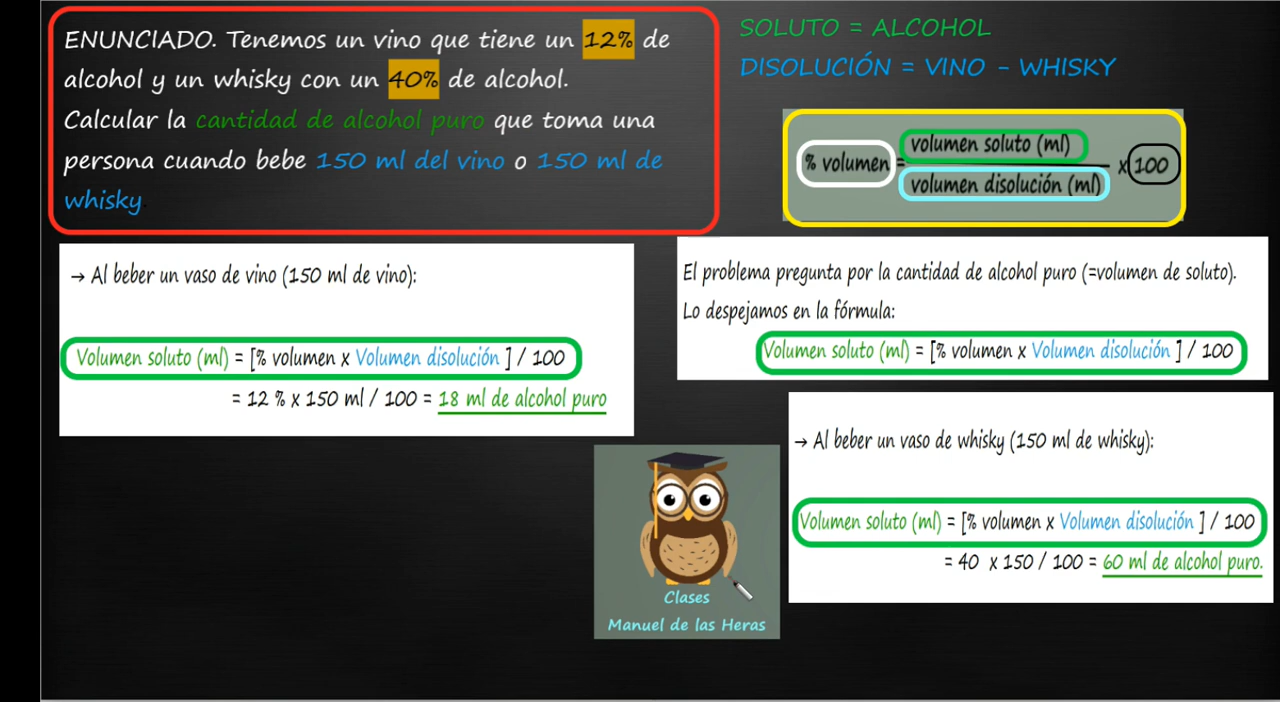 ENUNCIADO. Tenemos un vino que tiene un 12% de
alcohol y un whisky con un 40% de alcohol.
Calcular la cantidad de alcohol puro que toma una
persona cuando bebe 150 ml del vino o 150 ml de
whisky.
SOLUTO = ALCOHOL
DISOLUCIÓN = VINO - WHISKY
% volumen = volumen soluto (ml) / volumen disolución (ml) x 100
El problema pregunta por la cantidad de alcohol puro (=volumen de soluto).
Lo despejamos en la fórmula:
Volumen soluto (ml) = [% volumen x Volumen disolución ] / 100
→ Al beber un vaso de vino (150 ml de vino):
Volumen soluto (ml) = [% volumen x Volumen disolución ] / 100
= 12 % x 150 ml / 100 = 18 ml de alcohol puro
→ Al beber un vaso de whisky (150 ml de whisky):
Volumen soluto (ml) = [% volumen x Volumen disolución ] / 100
= 40 x 150 / 100 = 60 ml de alcohol puro.
Clases
Manuel de las Heras